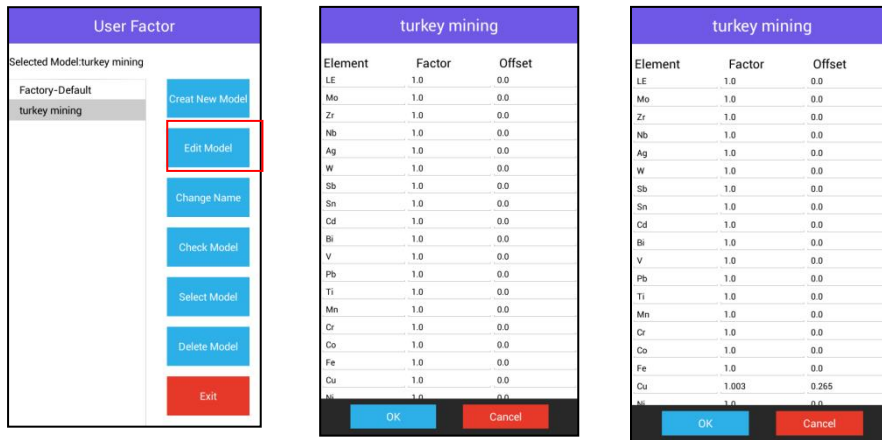 User Factor
Selected Model:turkey mining
Factory-Default
turkey mining
Creat New Model
Edit Model
Change Name
Check Model
Select Model
Delete Model
Exit
turkey mining
Element Factor Offset
LE 1.0 0.0
Mo 1.0 0.0
Zr 1.0 0.0
Nb 1.0 0.0
Ag 1.0 0.0
W 1.0 0.0
Sb 1.0 0.0
Sn 1.0 0.0
Cd 1.0 0.0
Bi 1.0 0.0
V 1.0 0.0
Pb 1.0 0.0
Ti 1.0 0.0
Mn 1.0 0.0
Cr 1.0 0.0
Co 1.0 0.0
Fe 1.0 0.0
Cu 1.0 0.0
Ni 1.0 0.0
OK Cancel
turkey mining
Element Factor Offset
LE 1.0 0.0
Mo 1.0 0.0
Zr 1.0 0.0
Nb 1.0 0.0
Ag 1.0 0.0
W 1.0 0.0
Sb 1.0 0.0
Sn 1.0 0.0
Cd 1.0 0.0
Bi 1.0 0.0
V 1.0 0.0
Pb 1.0 0.0
Ti 1.0 0.0
Mn 1.0 0.0
Cr 1.0 0.0
Co 1.0 0.0
Fe 1.0 0.0
Cu 1.003 0.265
Ni 1.0 0.0
OK Cancel